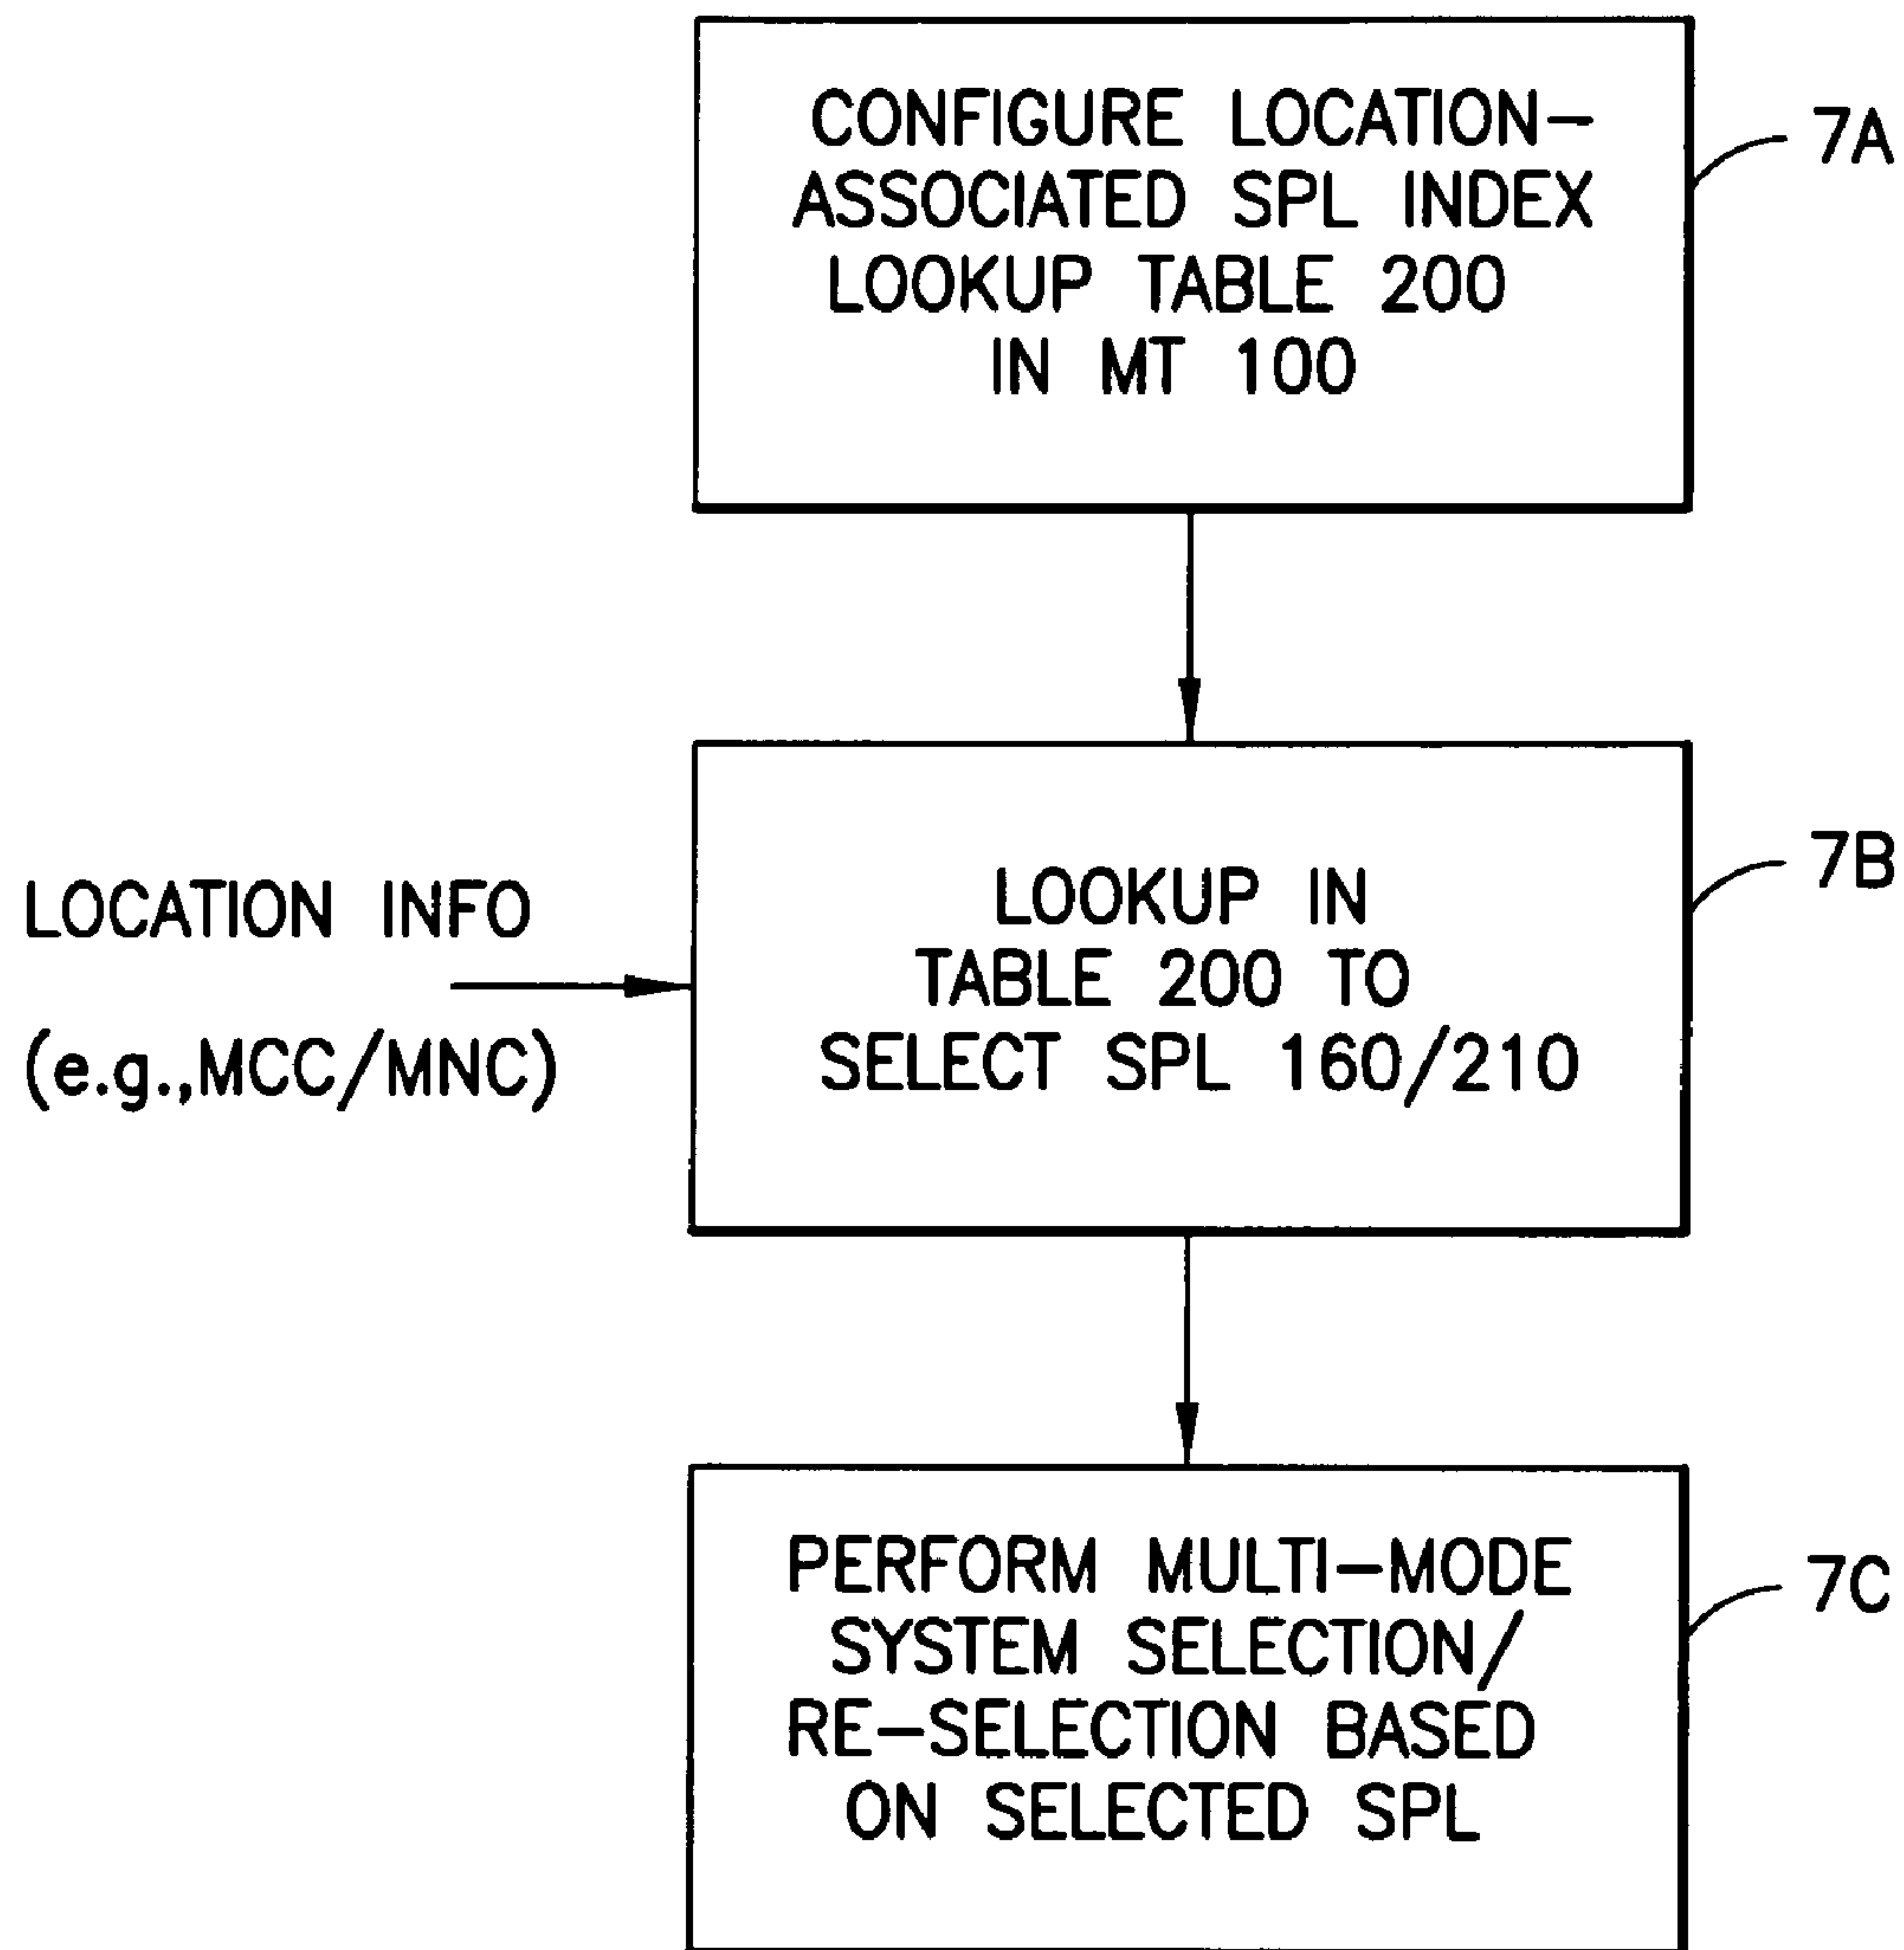 CONFIGURE LOCATION-
ASSOCIATED SPL INDEX
LOOKUP TABLE 200
IN MT 100
7A
LOCATION INFO
(e.g.,MCC/MNC)
LOOKUP IN
TABLE 200 TO
SELECT SPL 160/210
7B
PERFORM MULTI-MODE
SYSTEM SELECTION/
RE-SELECTION BASED
ON SELECTED SPL
7C